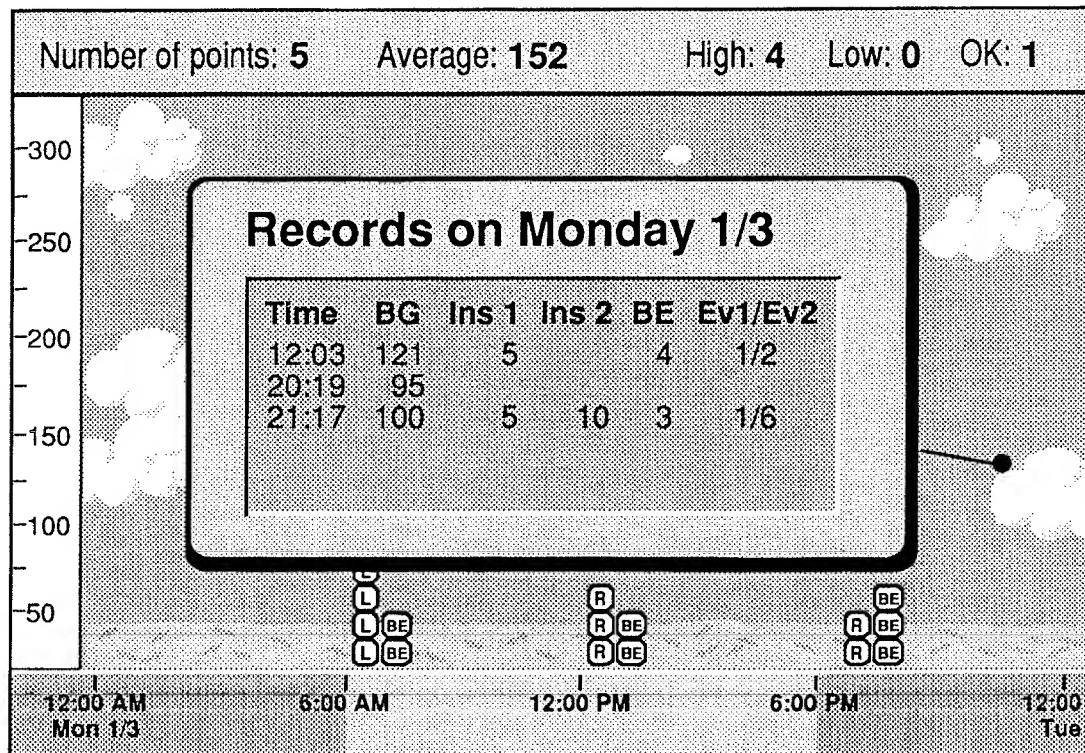 Number of points: 5 Average: 152 High: 4 Low: 0 OK: 1
300
250
200
150
100
50
Records on Monday 1/3
Time BG Ins 1 Ins 2 BE Ev1/Ev2
12:03 121 5 4 1/2
20:19 95
21:17 100 5 10 3 1/6
L R BE
L BE R BE R BE
L BE R BE R BE
12:00 AM 6:00 AM 12:00 PM 6:00 PM 12:00
Mon 1/3 Tue